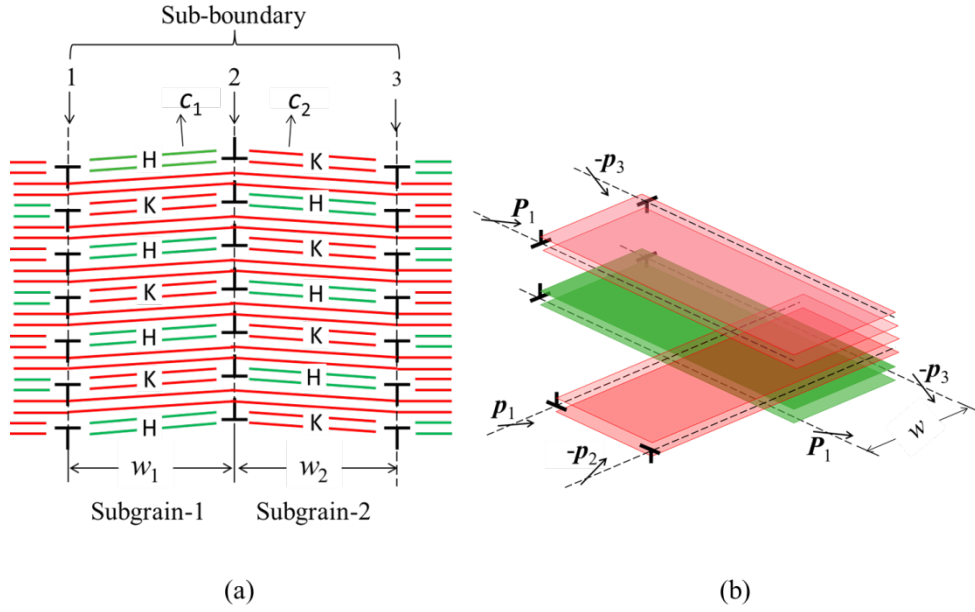 Sub-boundary
1
2
3
c1
c2
H
K
K
H
H
K
K
H
H
K
K
H
H
K
w1
w2
Subgrain-1
Subgrain-2
(a)
-p3
P1
p1
-p2
P1
-p3
w
(b)